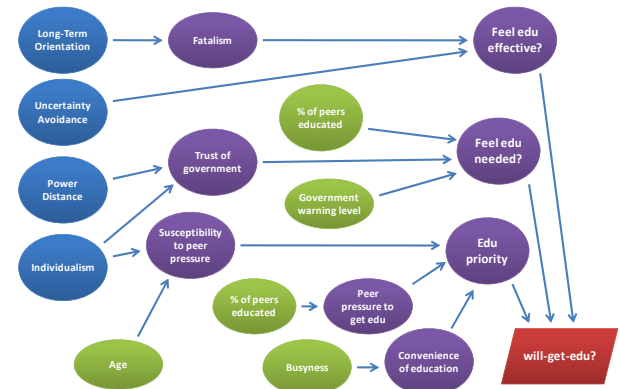 Long-Term
Orientation
Fatalism
Feel edu
effective?
Uncertainty
Avoidance
% of peers
educated
Trust of
government
Feel edu
needed?
Power
Distance
Government
warning level
Susceptibility
to peer
pressure
Edu
priority
Individualism
% of peers
educated
Peer
pressure to
get edu
Age
Busyness
Convenience
of education
will-get-edu?